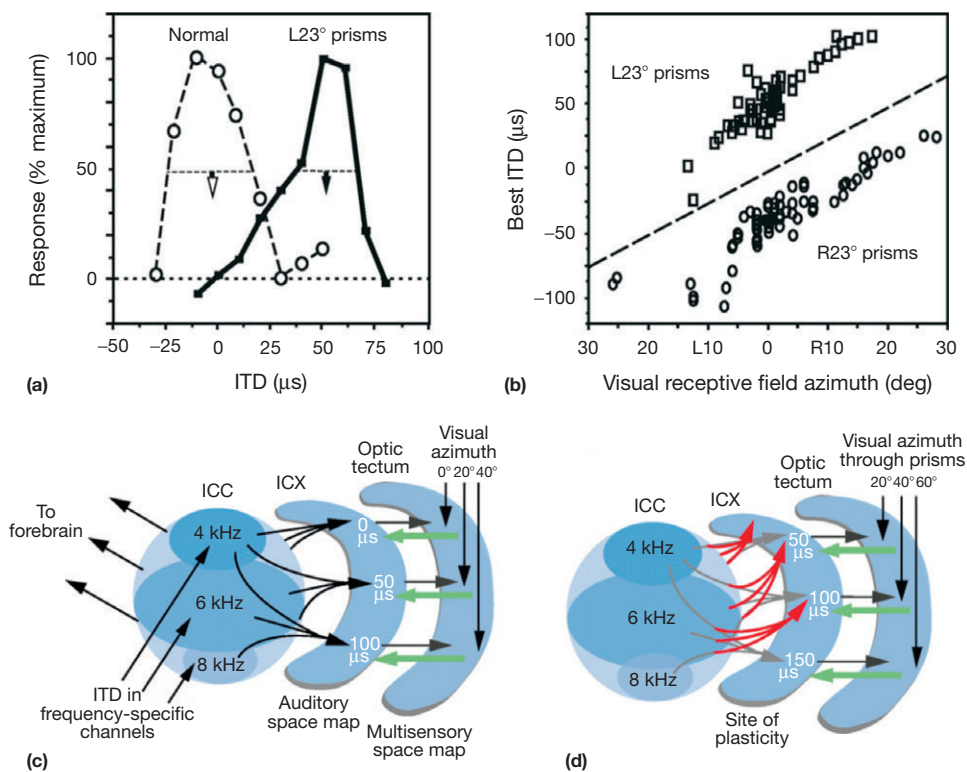 Normal
L23° prisms
100
50
0
Response (% maximum)
−50
−25
0
25
50
75
100
ITD (μs)
(a)
L23° prisms
R23° prisms
100
50
0
−50
−100
Best ITD (μs)
30
L10
0
R10
20
30
Visual receptive field azimuth (deg)
(b)
Visual
azimuth
0° 20° 40°
Optic
tectum
ICX
ICC
To
forebrain
4 kHz
6 kHz
8 kHz
0
μs
50
μs
100
μs
ITD in
frequency-specific
channels
Auditory
space map
Multisensory
space map
(c)
Visual azimuth
through prisms
20° 40° 60°
Optic
tectum
ICX
ICC
4 kHz
6 kHz
8 kHz
50
μs
100
μs
150
μs
Site of
plasticity
(d)